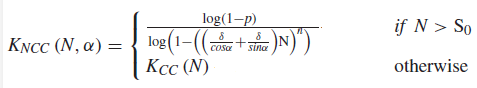 K_NCC (N, α) = { log(1−p) / log(1−((δ/cosα + δ/sinα)N)^n)   if N > S_0
K_CC (N)   otherwise